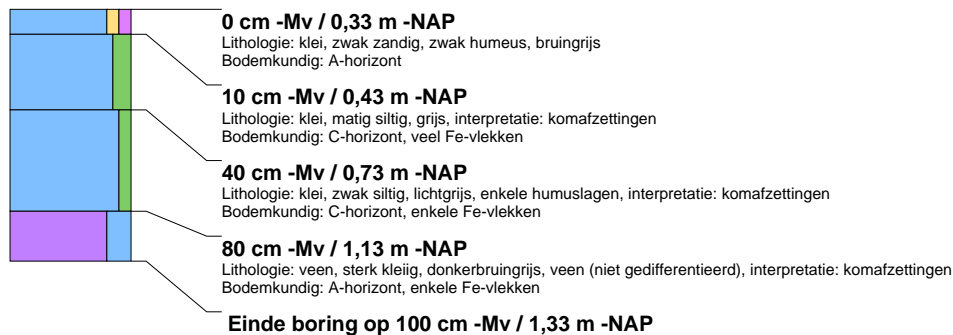 0 cm -Mv / 0,33 m -NAP
Lithologie: klei, zwak zandig, zwak humeus, bruingrijs
Bodemkundig: A-horizont
10 cm -Mv / 0,43 m -NAP
Lithologie: klei, matig siltig, grijs, interpretatie: komafzettingen
Bodemkundig: C-horizont, veel Fe-vlekken
40 cm -Mv / 0,73 m -NAP
Lithologie: klei, zwak siltig, lichtgrijs, enkele humuslagen, interpretatie: komafzettingen
Bodemkundig: C-horizont, enkele Fe-vlekken
80 cm -Mv / 1,13 m -NAP
Lithologie: veen, sterk kleiig, donkerbruingrijs, veen (niet gedifferentieerd), interpretatie: komafzettingen
Bodemkundig: A-horizont, enkele Fe-vlekken
Einde boring op 100 cm -Mv / 1,33 m -NAP